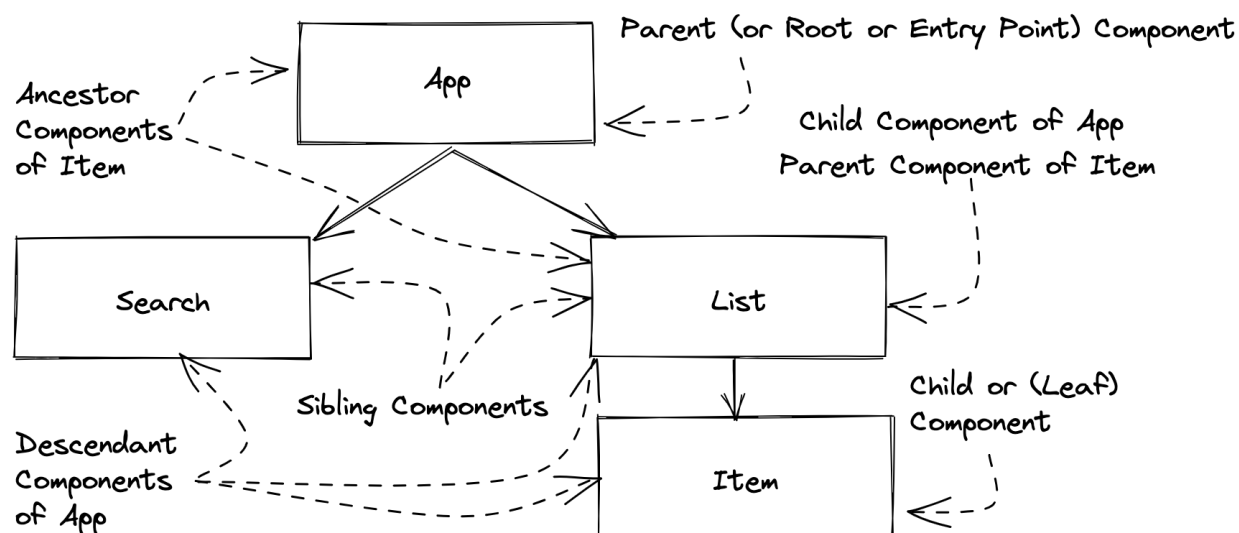 Parent (or Root or Entry Point) Component
App
Ancestor
Components
of Item
Child Component of App
Parent Component of Item
Search
List
Sibling Components
Child or (Leaf)
Component
Descendant
Components
of App
Item